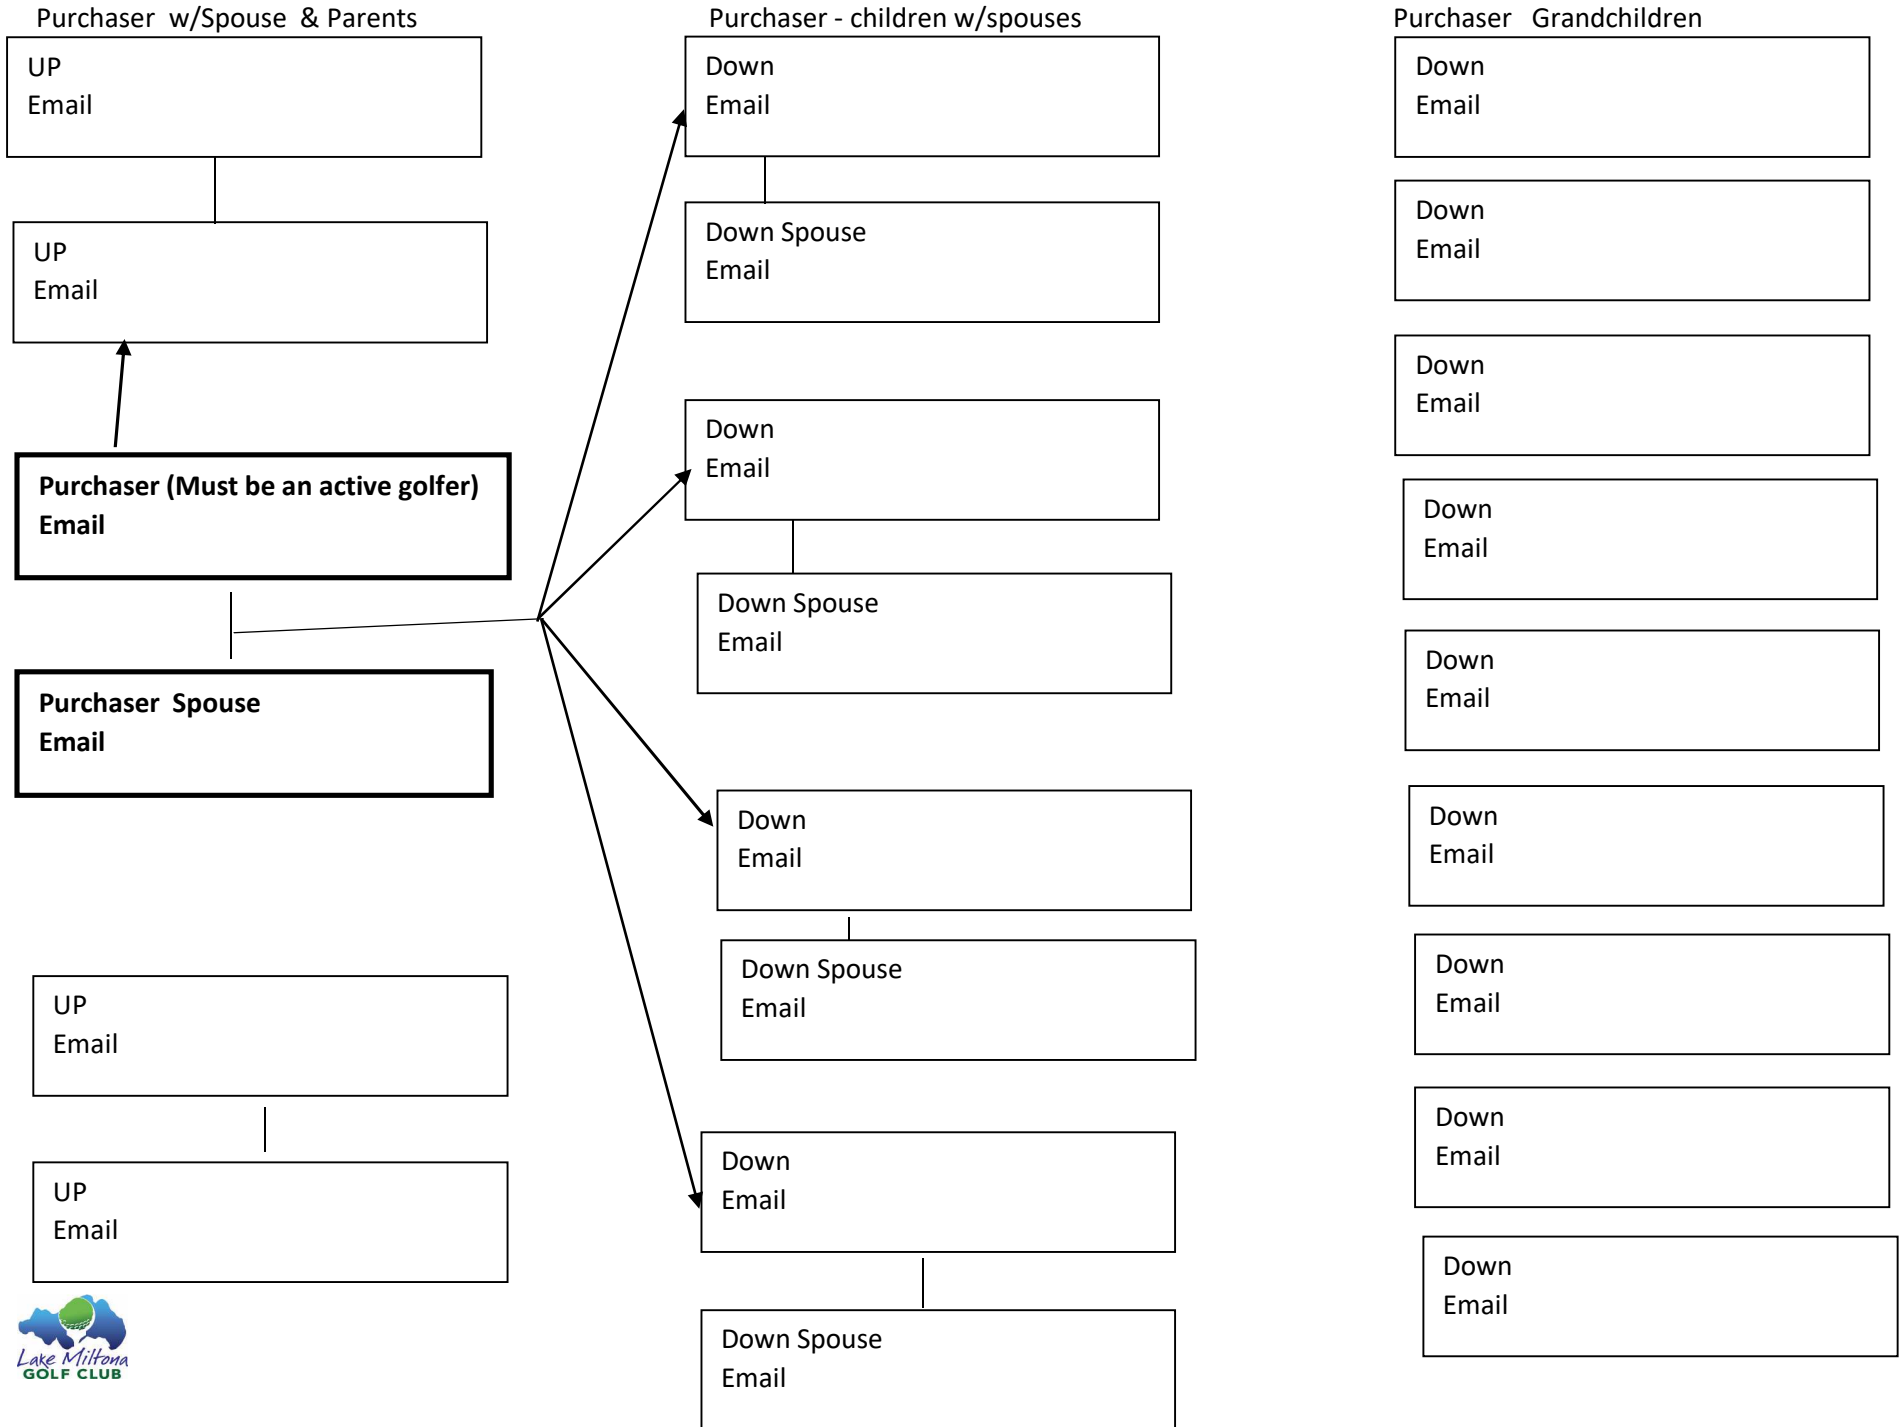 Purchaser  w/Spouse  & Parents
UP
Email
UP
Email
Purchaser (Must be an active golfer)
Email
Purchaser  Spouse
Email
UP
Email
UP
Email
Lake Miltona
GOLF CLUB
Purchaser - children w/spouses
Down
Email
Down Spouse
Email
Down
Email
Down Spouse
Email
Down
Email
Down Spouse
Email
Down
Email
Down Spouse
Email
Purchaser   Grandchildren
Down
Email
Down
Email
Down
Email
Down
Email
Down
Email
Down
Email
Down
Email
Down
Email
Down
Email